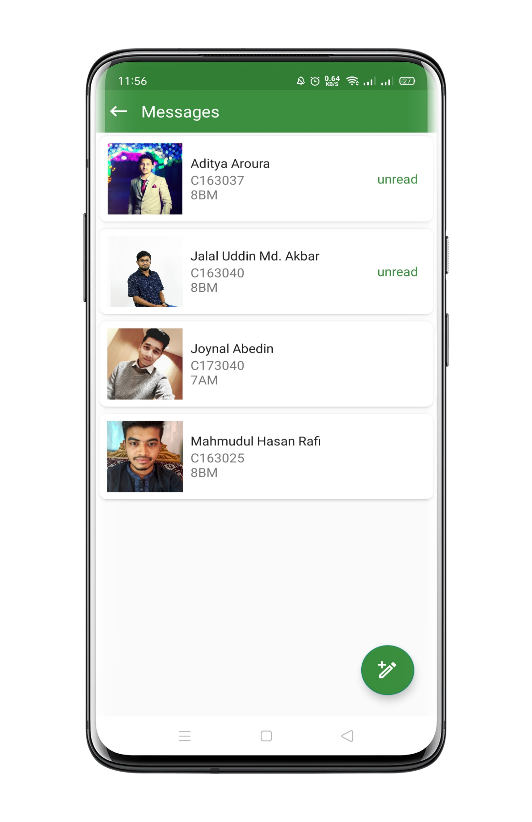 11:56
0.64
KB/S
27
Messages
Aditya Aroura
C163037
8BM
unread
Jalal Uddin Md. Akbar
C163040
8BM
unread
Joynal Abedin
C173040
7AM
Mahmudul Hasan Rafi
C163025
8BM